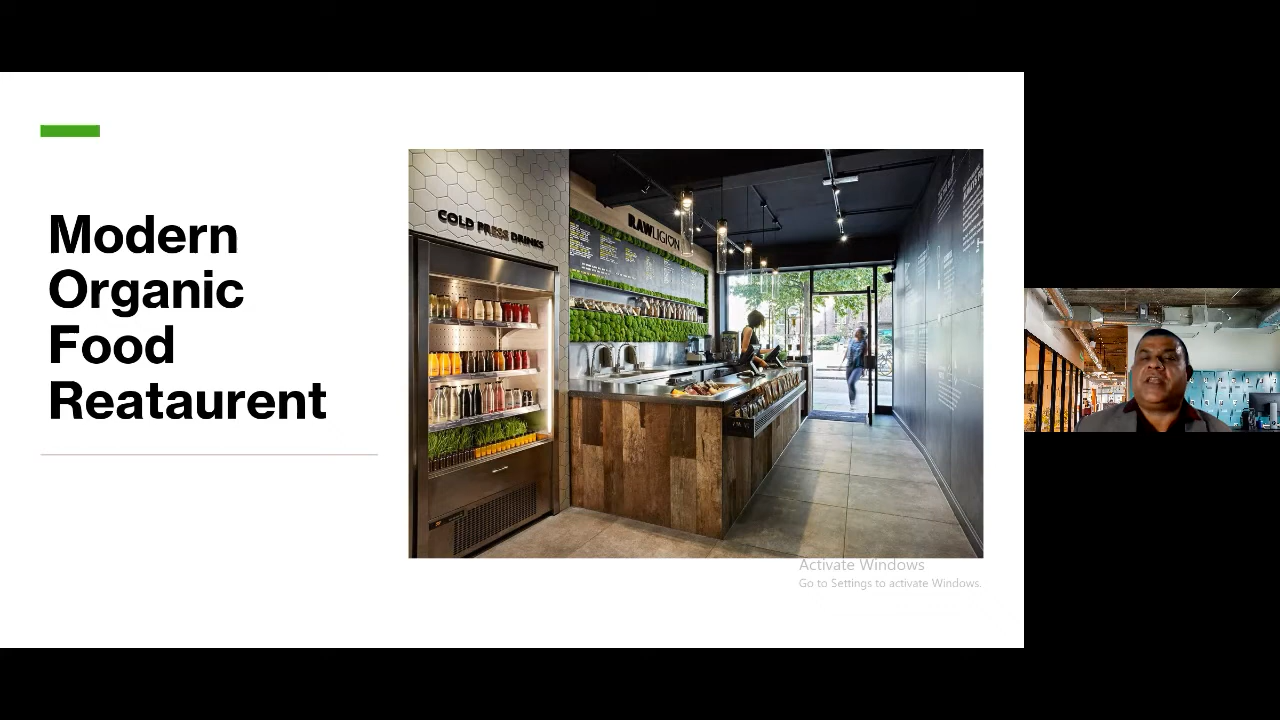 Modern
Organic
Food
Reataurent
COLD PRESS DRINKS
RAWLIGION
Activate Windows
Go to Settings to activate Windows.